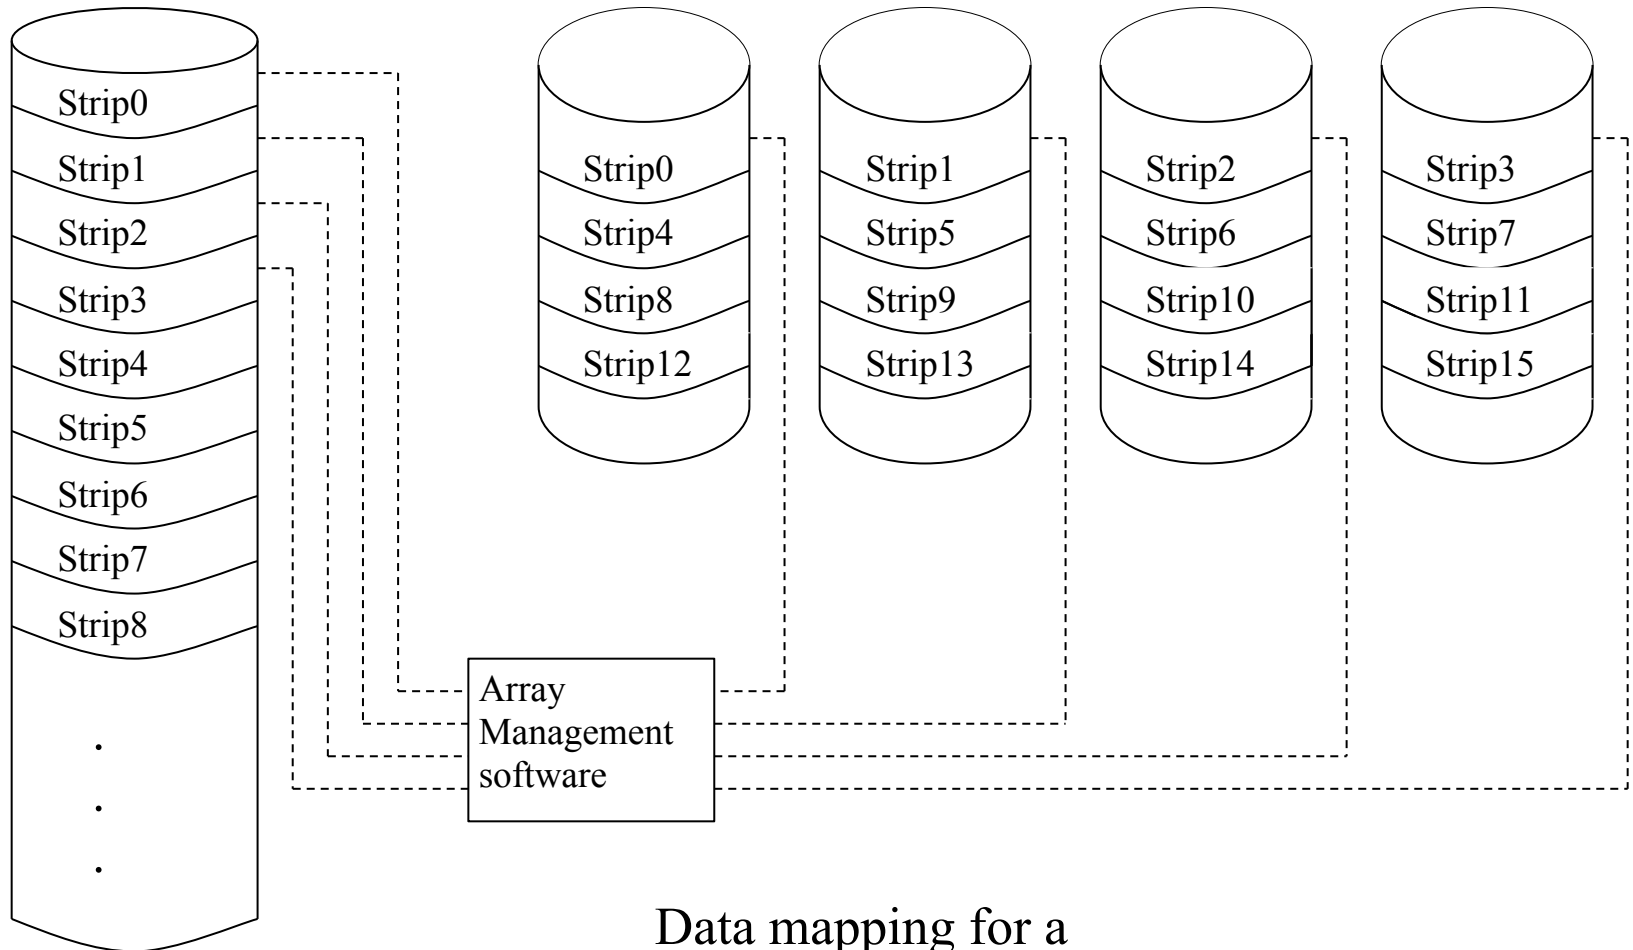 Strip0
Strip1
Strip2
Strip3
Strip4
Strip5
Strip6
Strip7
Strip8
.
.
.
Strip0
Strip4
Strip8
Strip12
Strip1
Strip5
Strip9
Strip13
Strip2
Strip6
Strip10
Strip14
Strip3
Strip7
Strip11
Strip15
Array
Management
software
Data mapping for a